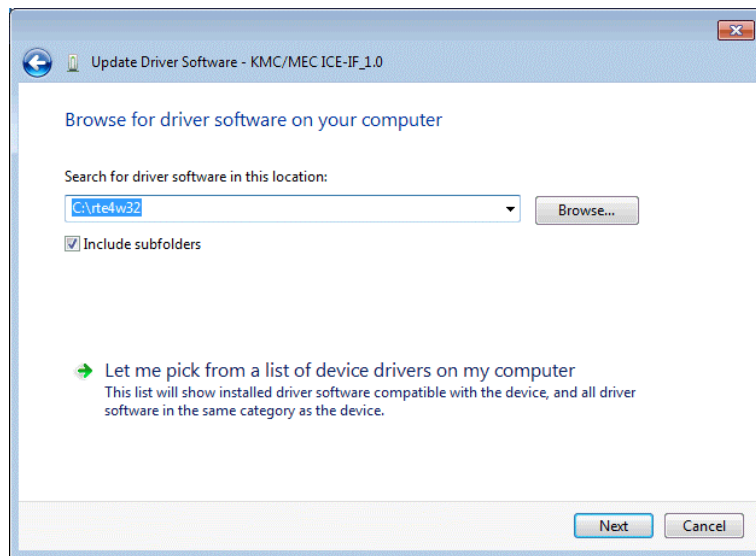 Update Driver Software - KMC/MEC ICE-IF_1.0
Browse for driver software on your computer
Search for driver software in this location:
C:\rte4w32
Browse...
Include subfolders
Let me pick from a list of device drivers on my computer
This list will show installed driver software compatible with the device, and all driver
software in the same category as the device.
Next
Cancel